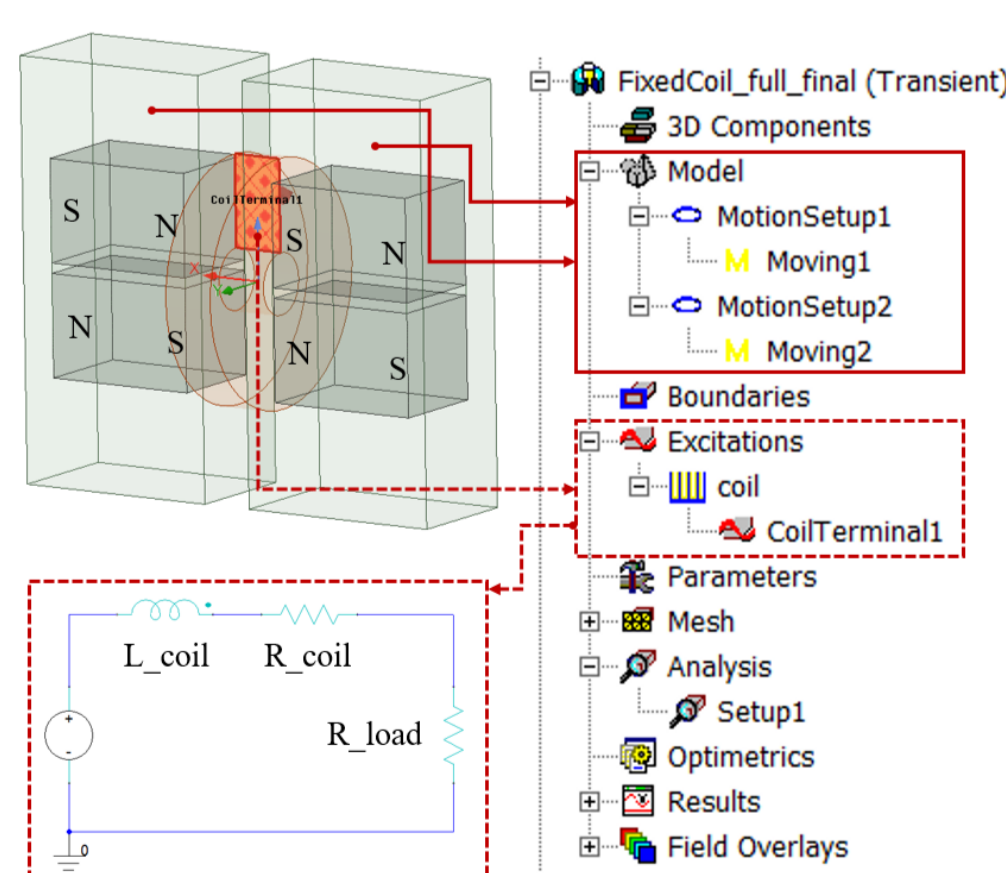 S
N
CoilTerminal1
S
N
X
Y
N
S
N
S
FixedCoil_full_final (Transient)
3D Components
Model
MotionSetup1
M Moving1
MotionSetup2
M Moving2
Boundaries
Excitations
coil
CoilTerminal1
Parameters
Mesh
Analysis
Setup1
Optimetrics
Results
Field Overlays
L_coil R_coil
R_load
+
-
0